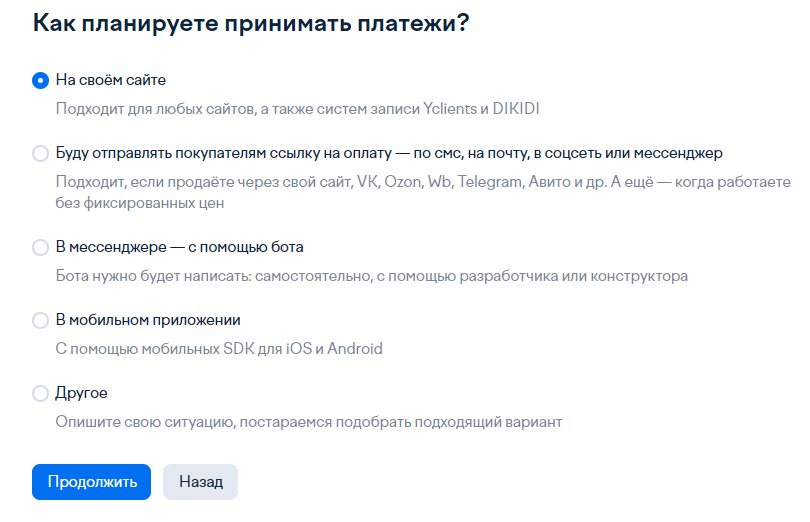 Как планируете принимать платежи?
На своём сайте
Подходит для любых сайтов, а также систем записи Yclients и DIKIDI
Буду отправлять покупателям ссылку на оплату — по смс, на почту, в соцсеть или мессенджер
Подходит, если продаёте через свой сайт, VK, Ozon, Wb, Telegram, Авито и др. А ещё — когда работаете
без фиксированных цен
В мессенджере — с помощью бота
Бота нужно будет написать: самостоятельно, с помощью разработчика или конструктора
В мобильном приложении
С помощью мобильных SDK для iOS и Android
Другое
Опишите свою ситуацию, постараемся подобрать подходящий вариант
Продолжить
Назад